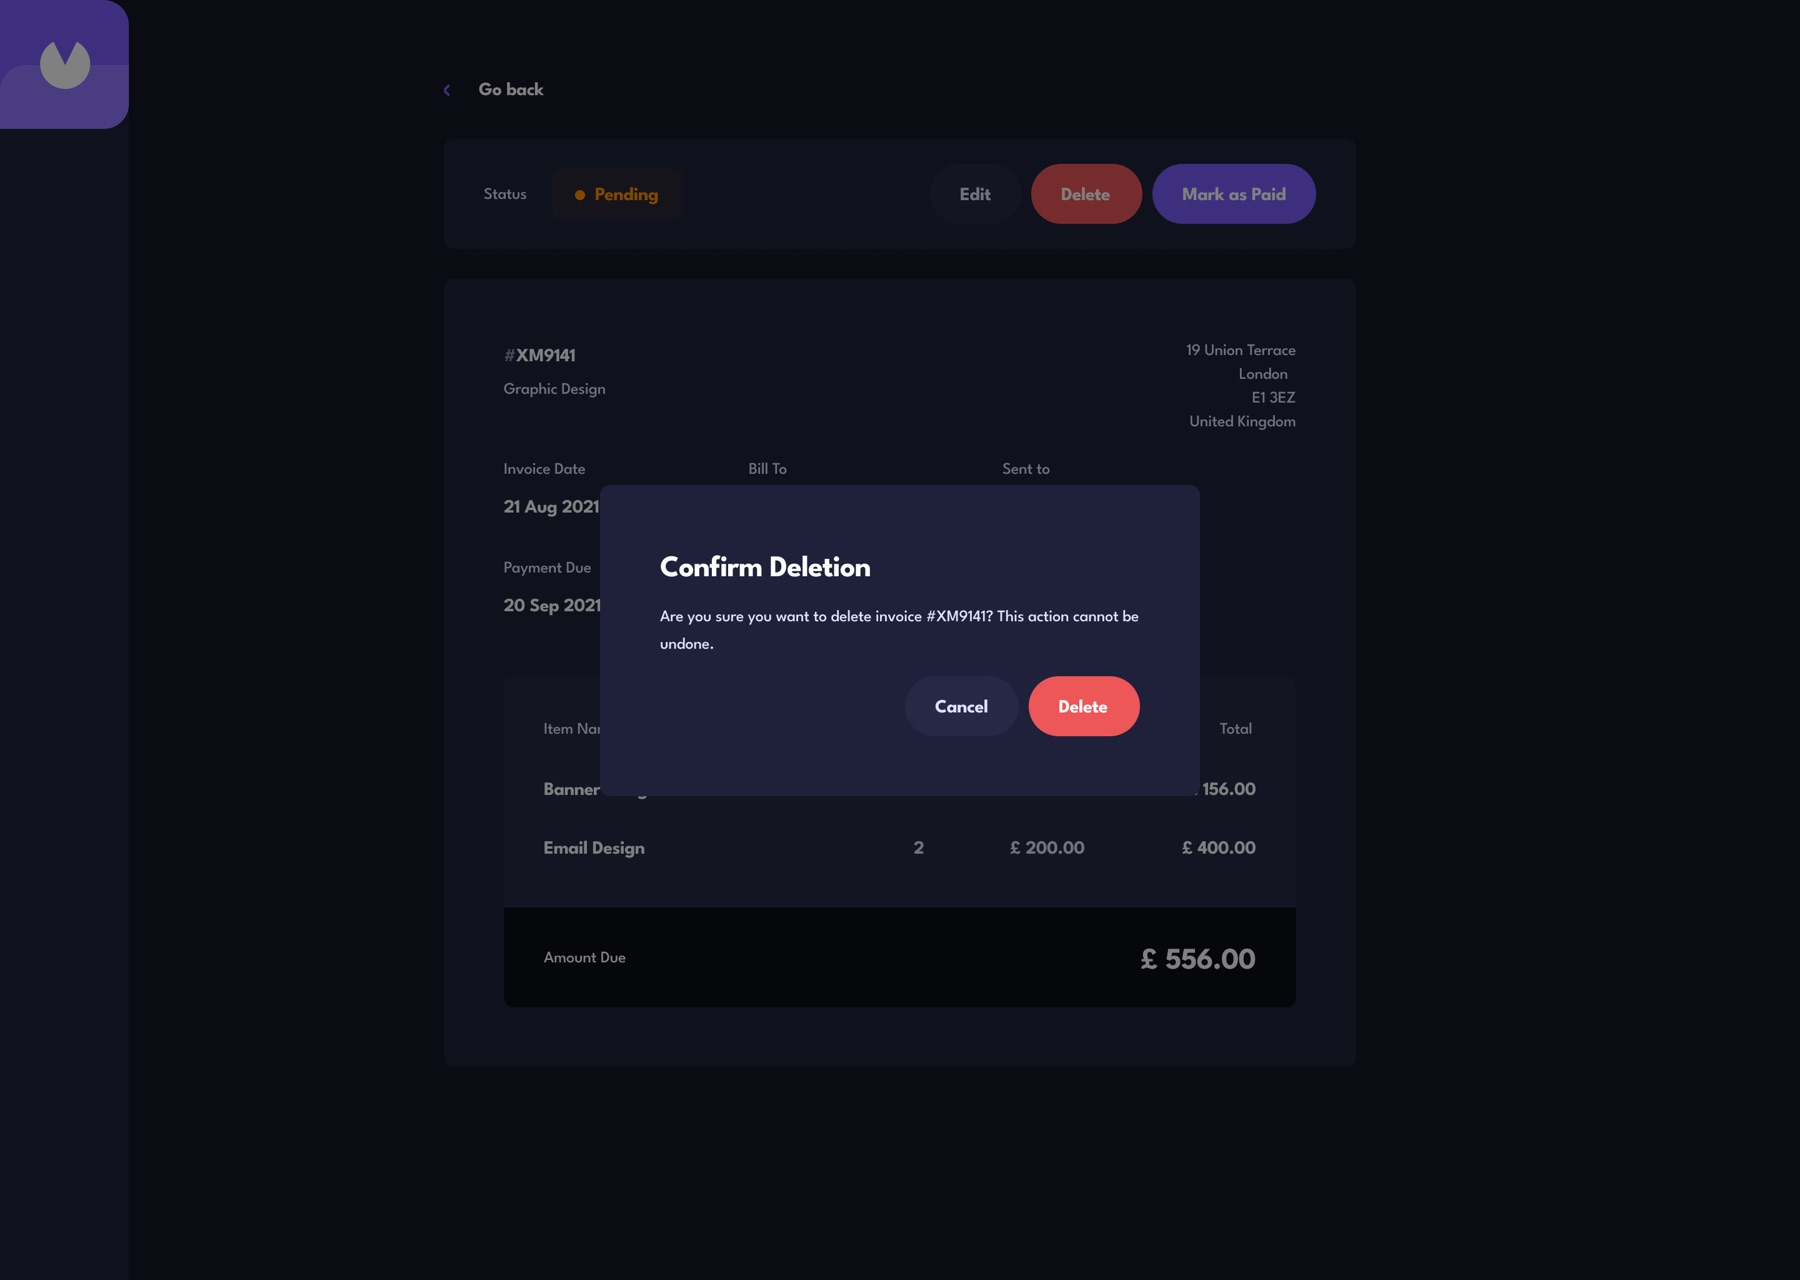 Go back
Status
Pending
Edit
Delete
Mark as Paid
#XM9141
Graphic Design
19 Union Terrace
London
E1 3EZ
United Kingdom
Invoice Date
Bill To
Sent to
21 Aug 2021
Payment Due
20 Sep 2021
Confirm Deletion
Are you sure you want to delete invoice #XM9141? This action cannot be
undone.
Cancel
Delete
Item
Total
Banner
156.00
Email Design 2 £ 200.00 £ 400.00
Amount Due £ 556.00